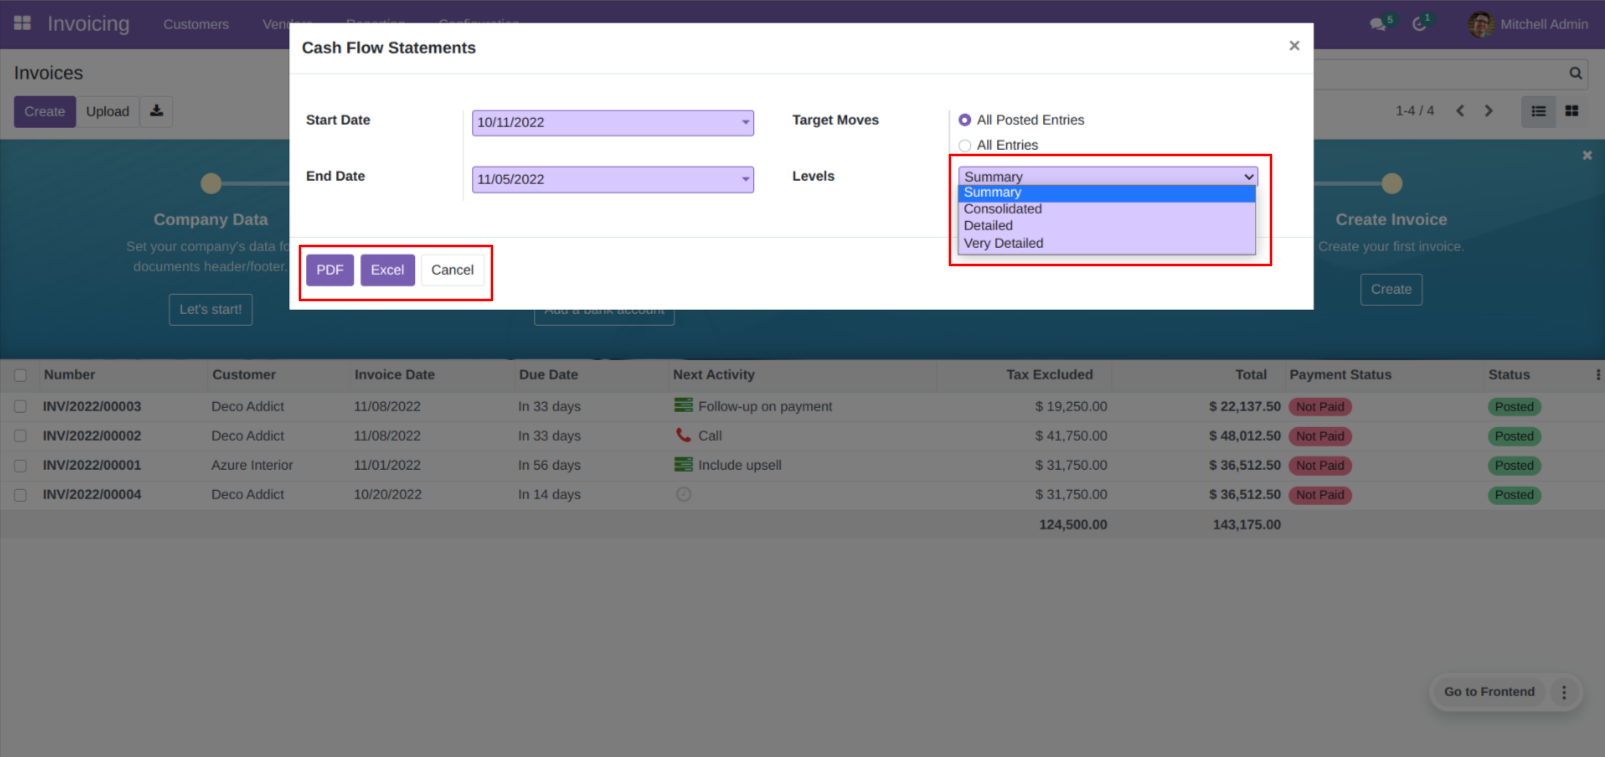 Invoicing Customers
5 1 Mitchell Admin
Cash Flow Statements ×
Invoices
Create Upload
1-4 / 4
Start Date 10/11/2022 Target Moves All Posted Entries
All Entries
End Date 11/05/2022 Levels Summary
Summary
Consolidated
Detailed
Very Detailed
PDF Excel Cancel
Company Data
Set your company's data fo
documents header/footer.
Let's start!
Add a bank account
Create Invoice
Create your first invoice.
Create
Number Customer Invoice Date Due Date Next Activity Tax Excluded Total Payment Status Status
INV/2022/00003 Deco Addict 11/08/2022 In 33 days Follow-up on payment $ 19,250.00 $ 22,137.50 Not Paid Posted
INV/2022/00002 Deco Addict 11/08/2022 In 33 days Call $ 41,750.00 $ 48,012.50 Not Paid Posted
INV/2022/00001 Azure Interior 11/01/2022 In 56 days Include upsell $ 31,750.00 $ 36,512.50 Not Paid Posted
INV/2022/00004 Deco Addict 10/20/2022 In 14 days $ 31,750.00 $ 36,512.50 Not Paid Posted
124,500.00 143,175.00
Go to Frontend